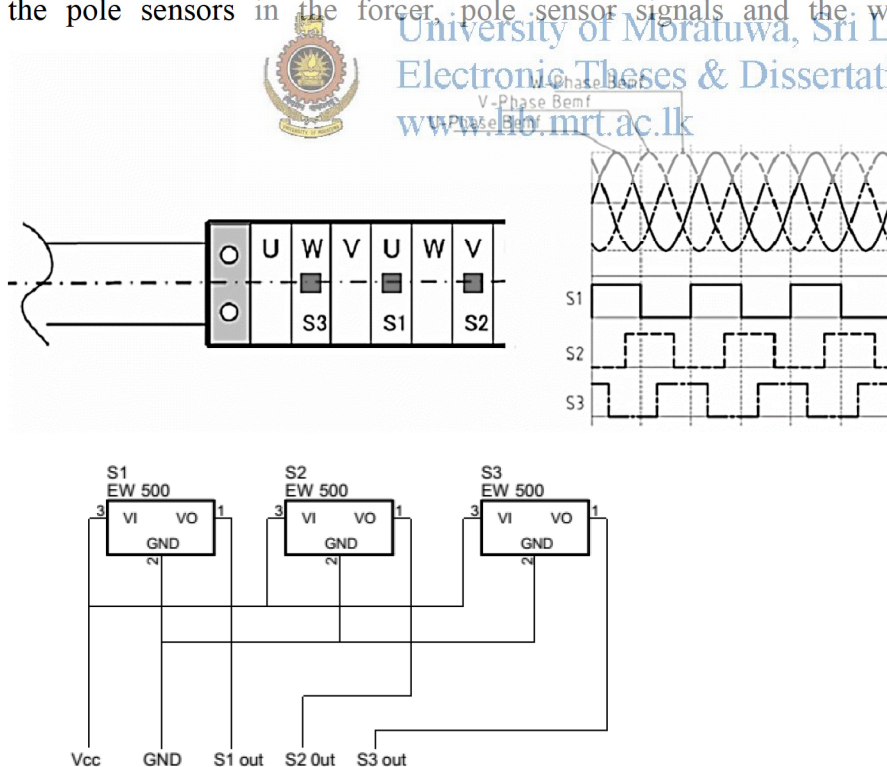 the pole sensors in the forcer, pole sensor signals and the w
University of Moratuwa, Sri L
Electronic Theses & Dissertati
www.lib.mrt.ac.lk
W-Phase Bemf
V-Phase Bemf
U-Phase Bemf
U W V U W V
S3 S1 S2
S1
S2
S3
S1 S2 S3
EW 500 EW 500 EW 500
3 VI VO 1 3 VI VO 1 3 VI VO 1
GND GND GND
2 2 2
Vcc GND S1 out S2 0ut S3 out